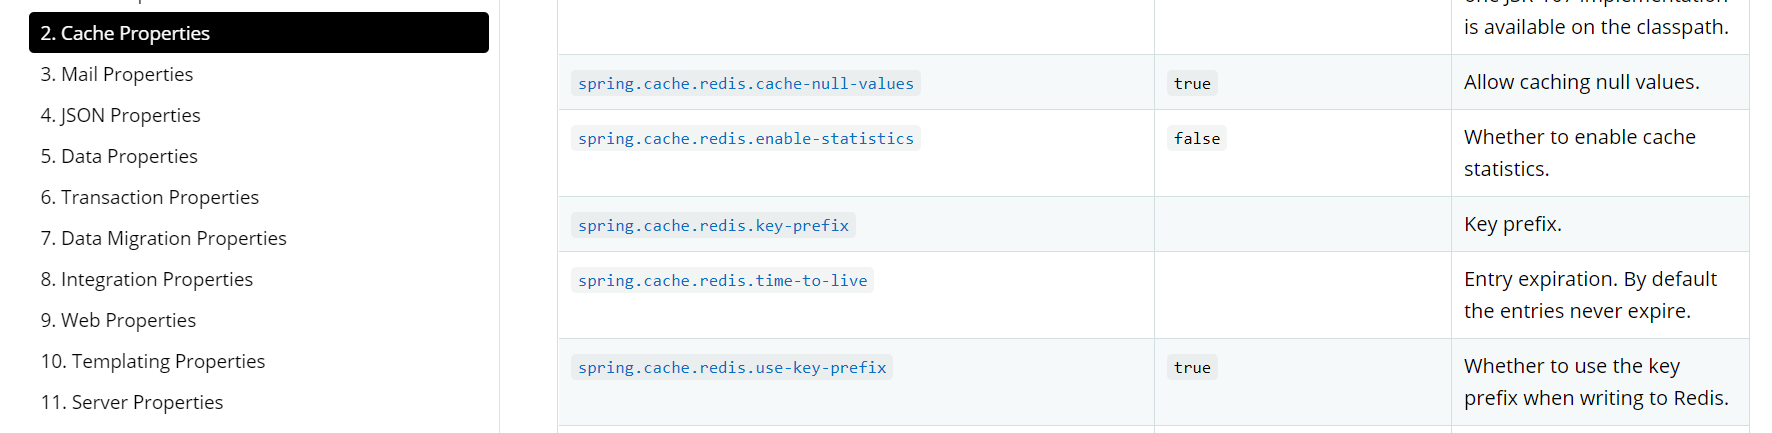 2. Cache Properties
3. Mail Properties
4. JSON Properties
5. Data Properties
6. Transaction Properties
7. Data Migration Properties
8. Integration Properties
9. Web Properties
10. Templating Properties
11. Server Properties
is available on the classpath.
spring.cache.redis.cache-null-values true Allow caching null values.
spring.cache.redis.enable-statistics false Whether to enable cache
statistics.
spring.cache.redis.key-prefix Key prefix.
spring.cache.redis.time-to-live Entry expiration. By default
the entries never expire.
spring.cache.redis.use-key-prefix true Whether to use the key
prefix when writing to Redis.